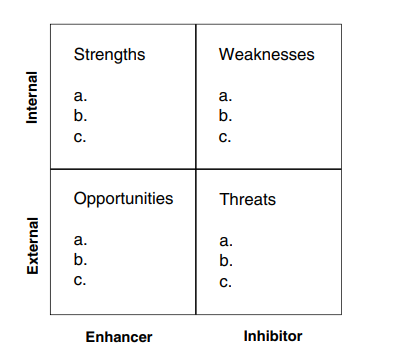 Internal
Strengths
a.
b.
c.
Weaknesses
a.
b.
c.
External
Opportunities
a.
b.
c.
Threats
a.
b.
c.
Enhancer
Inhibitor